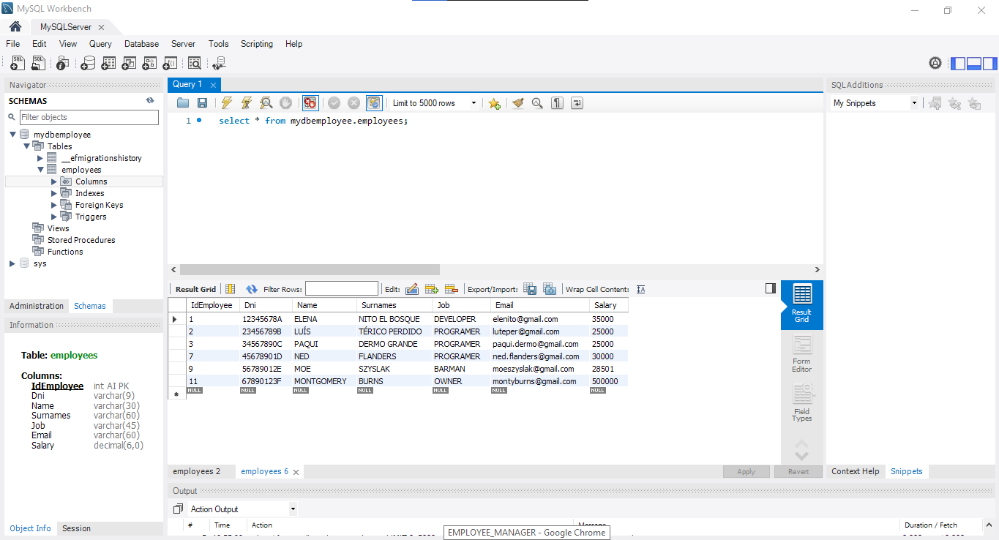 MySQL Workbench
MySQLServer
File Edit View Query Database Server Tools Scripting Help
Navigator
SCHEMAS
Filter objects
mydbemployee
Tables
__efmigrationshistory
employees
Columns
Indexes
Foreign Keys
Triggers
Views
Stored Procedures
Functions
sys
Administration Schemas
Information
Table: employees
Columns:
IdEmployee int AI PK
Dni varchar(9)
Name varchar(30)
Surnames varchar(60)
Job varchar(45)
Email varchar(60)
Salary decimal(6,0)
Object Info Session
Query 1
Limit to 5000 rows
1 select * from mydbemployee.employees;
Result Grid Filter Rows: Edit: Export/Import: Wrap Cell Content:
IdEmployee Dni Name Surnames Job Email Salary
1 12345678A ELENA NITO EL BOSQUE DEVELOPER elenito@gmail.com 35000
2 23456789B LUÍS TÉRICO PERDIDO PROGRAMER luteper@gmail.com 25000
3 34567890C PAQUI DERMO GRANDE PROGRAMER paqui.dermo@gmail.com 25000
7 45678901D NED FLANDERS PROGRAMER ned.flanders@gmail.com 30000
9 56789012E MOE SZYSLAK BARMAN moeszyslak@gmail.com 28501
11 67890123F MONTGOMERY BURNS OWNER montyburns@gmail.com 500000
NULL NULL NULL NULL NULL NULL NULL
Result
Grid
Form
Editor
Field
Types
employees 2 employees 6 Apply Revert
Output
Action Output
# Time Action Message Duration / Fetch
EMPLOYEE_MANAGER - Google Chrome
SQLAdditions
My Snippets
Context Help Snippets